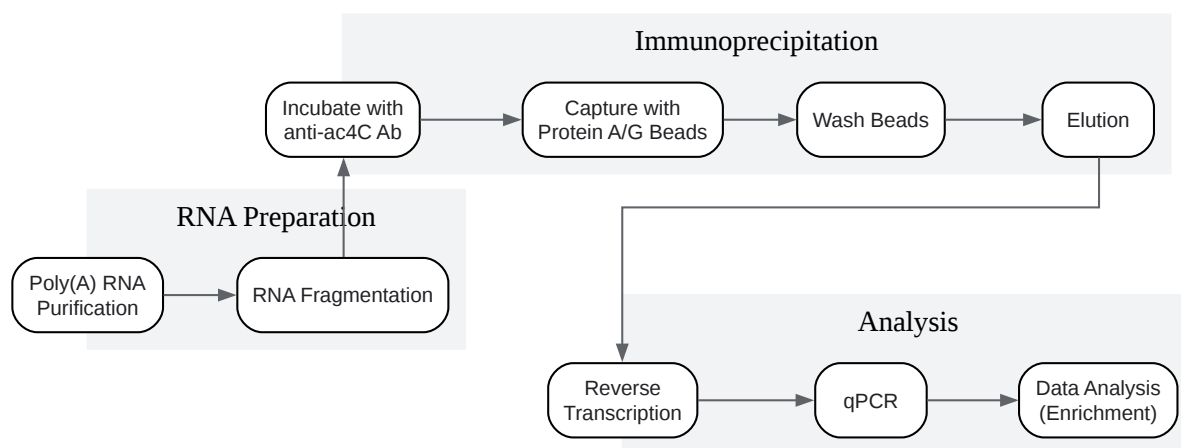 Immunoprecipitation
Incubate with
anti-ac4C Ab
Capture with
Protein A/G Beads
Wash Beads
Elution
RNA Preparation
Poly(A) RNA
Purification
RNA Fragmentation
Analysis
Reverse
Transcription
qPCR
Data Analysis
(Enrichment)